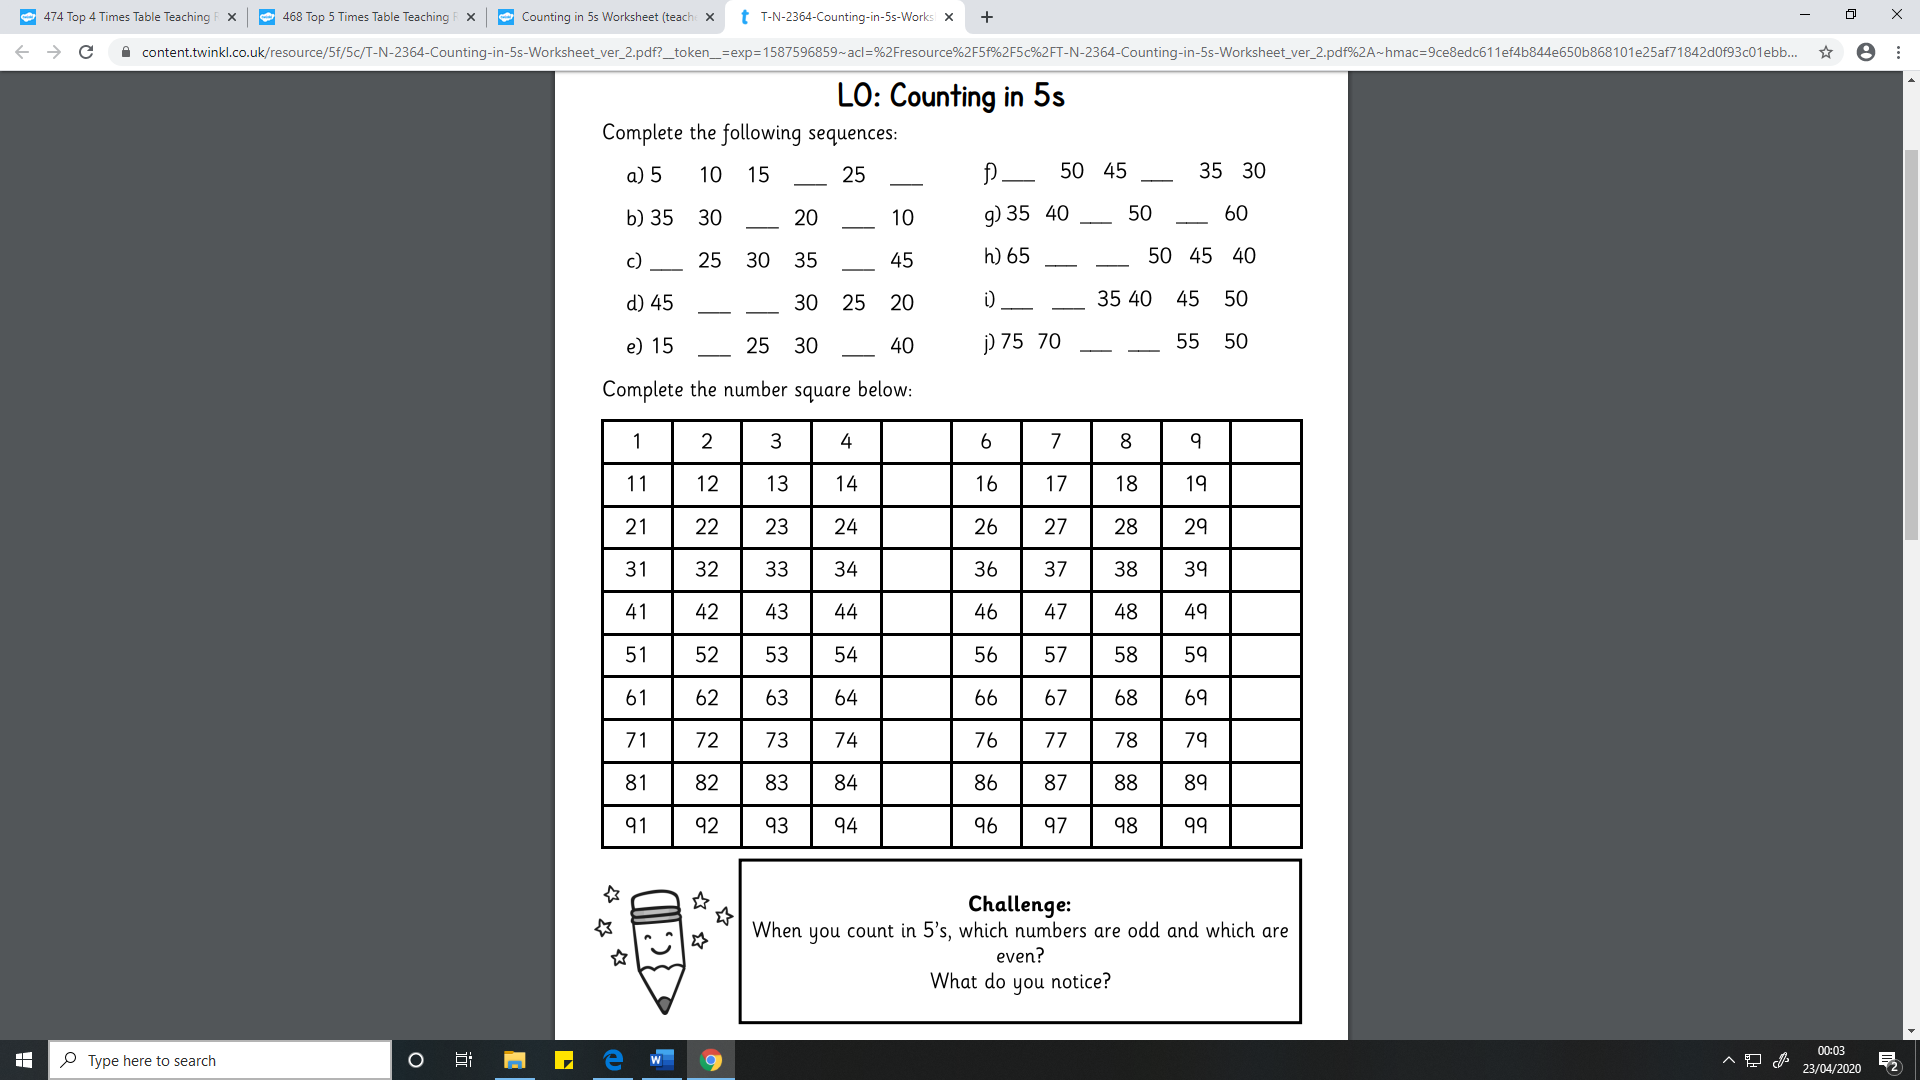 474 Top 4 Times Table Teaching
468 Top 5 Times Table Teaching
Counting in 5s Worksheet (teach
T-N-2364-Counting-in-5s-Works
content.twinkl.co.uk/resource/5f/5c/T-N-2364-Counting-in-5s-Worksheet_ver_2.pdf?__token__=exp=1587596859~acl=%2Fresource%2F5f%2F5c%2FT-N-2364-Counting-in-5s-Worksheet_ver_2.pdf%2A~hmac=9ce8edc611ef4b844e650b868101e25af71842d0f93c01ebb...
LO: Counting in 5s
Complete the following sequences:
a) 5 10 15 ___ 25 ___
b) 35 30 ___ 20 ___ 10
c) ___ 25 30 35 ___ 45
d) 45 ___ ___ 30 25 20
e) 15 ___ 25 30 ___ 40
f) ___ 50 45 ___ 35 30
g) 35 40 ___ 50 ___ 60
h) 65 ___ ___ 50 45 40
i) ___ ___ 35 40 45 50
j) 75 70 ___ ___ 55 50
Complete the number square below:
1 2 3 4 6 7 8 9
11 12 13 14 16 17 18 19
21 22 23 24 26 27 28 29
31 32 33 34 36 37 38 39
41 42 43 44 46 47 48 49
51 52 53 54 56 57 58 59
61 62 63 64 66 67 68 69
71 72 73 74 76 77 78 79
81 82 83 84 86 87 88 89
91 92 93 94 96 97 98 99
Challenge:
When you count in 5's, which numbers are odd and which are
even?
What do you notice?
Type here to search
00:03
23/04/2020
2